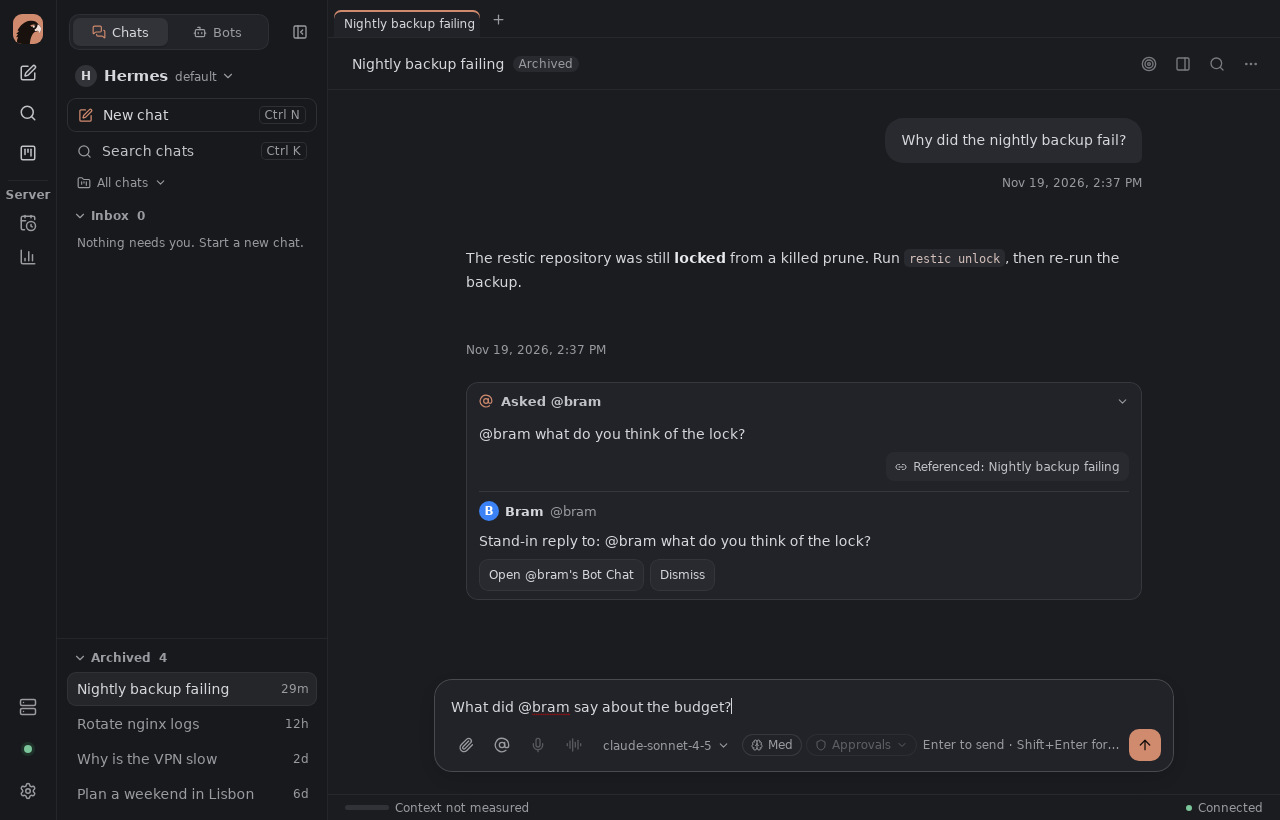 Chats
Bots
Nightly backup failing
H Hermes default
New chat Ctrl N
Search chats Ctrl K
All chats
Server
Inbox 0
Nothing needs you. Start a new chat.
Archived 4
Nightly backup failing 29m
Rotate nginx logs 12h
Why is the VPN slow 2d
Plan a weekend in Lisbon 6d
Nightly backup failing Archived
Why did the nightly backup fail?
Nov 19, 2026, 2:37 PM
The restic repository was still locked from a killed prune. Run restic unlock, then re-run the
backup.
Nov 19, 2026, 2:37 PM
Asked @bram
@bram what do you think of the lock?
Referenced: Nightly backup failing
B Bram @bram
Stand-in reply to: @bram what do you think of the lock?
Open @bram's Bot Chat Dismiss
What did @bram say about the budget?
claude-sonnet-4-5 Med Approvals Enter to send · Shift+Enter for...
Context not measured
Connected